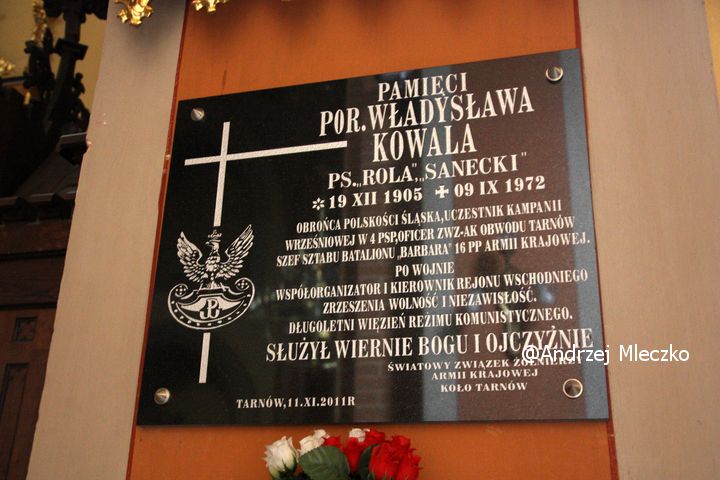 PAMIĘCI
POR. WŁADYSŁAWA
KOWALA
PS. „ROLA", „SANECKI"
✲ 19 XII 1905 ✚ 09 IX 1972
OBROŃCA POLSKOŚCI ŚLĄSKA, UCZESTNIK KAMPANII
WRZEŚNIOWEJ W 4 PSP, OFICER ZWZ-AK OBWODU TARNÓW
SZEF SZTABU BATALIONU „BARBARA" 16 PP ARMII KRAJOWEJ.
PO WOJNIE
WSPÓŁORGANIZATOR I KIEROWNIK REJONU WSCHODNIEGO
ZRZESZENIA WOLNOŚĆ I NIEZAWISŁOŚĆ.
DŁUGOLETNI WIĘZIEŃ REŻIMU KOMUNISTYCZNEGO.
SŁUŻYŁ WIERNIE BOGU I OJCZYŹNIE
@Andrzej Mleczko
ŚWIATOWY ZWIĄZEK ŻOŁNIERZY
ARMII KRAJOWEJ
KOŁO TARNÓW
TARNÓW, 11.XI.2011R